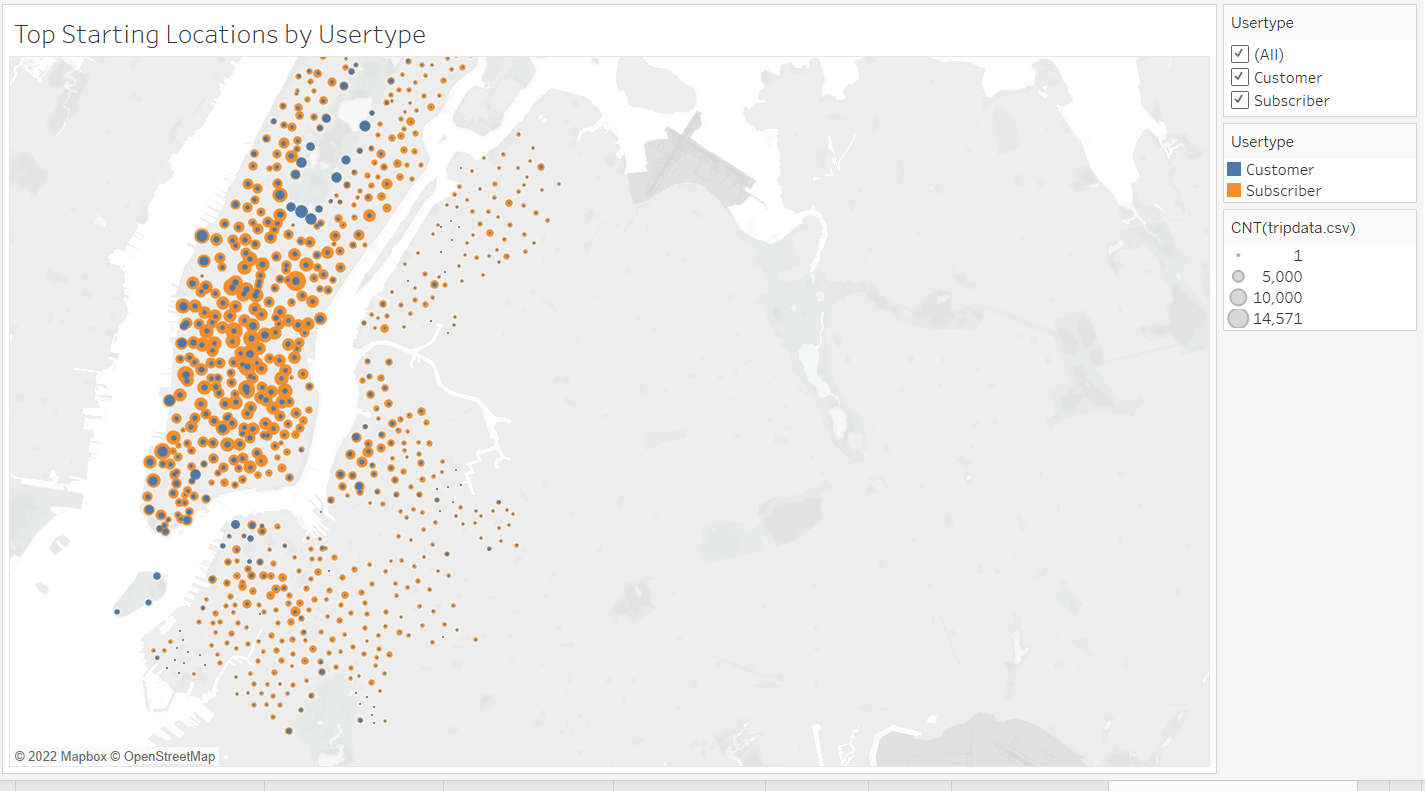 Top Starting Locations by Usertype
© 2022 Mapbox © OpenStreetMap
Usertype
(All)
Customer
Subscriber
Usertype
Customer
Subscriber
CNT(tripdata.csv)
1
5,000
10,000
14,571